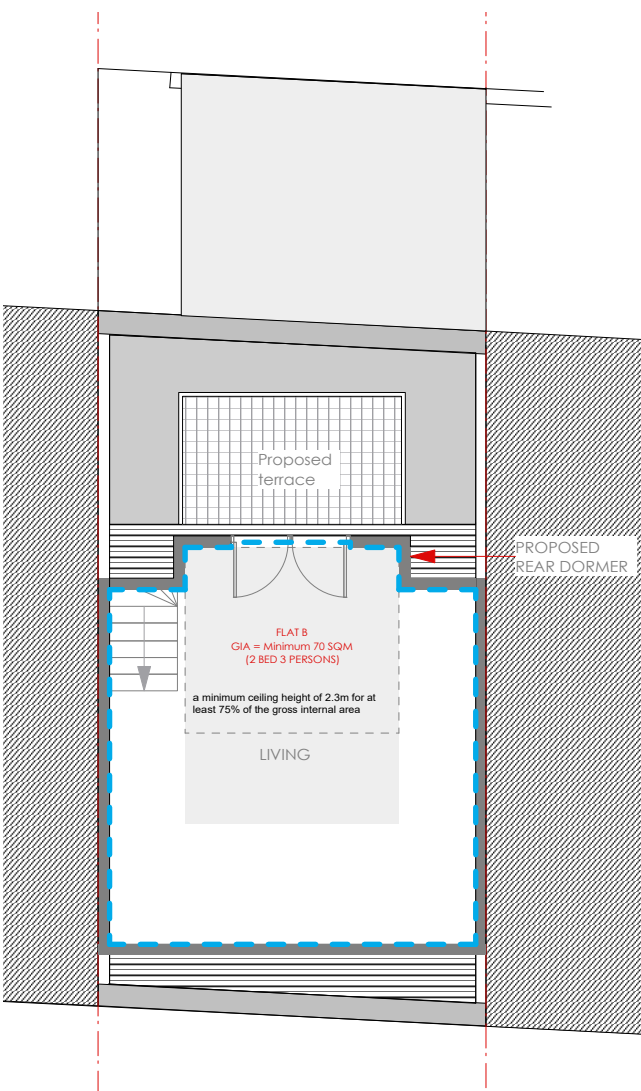 Proposed
terrace
PROPOSED
REAR DORMER
FLAT B
GIA = Minimum 70 SQM
(2 BED 3 PERSONS)
a minimum ceiling height of 2.3m for at
least 75% of the gross internal area
LIVING